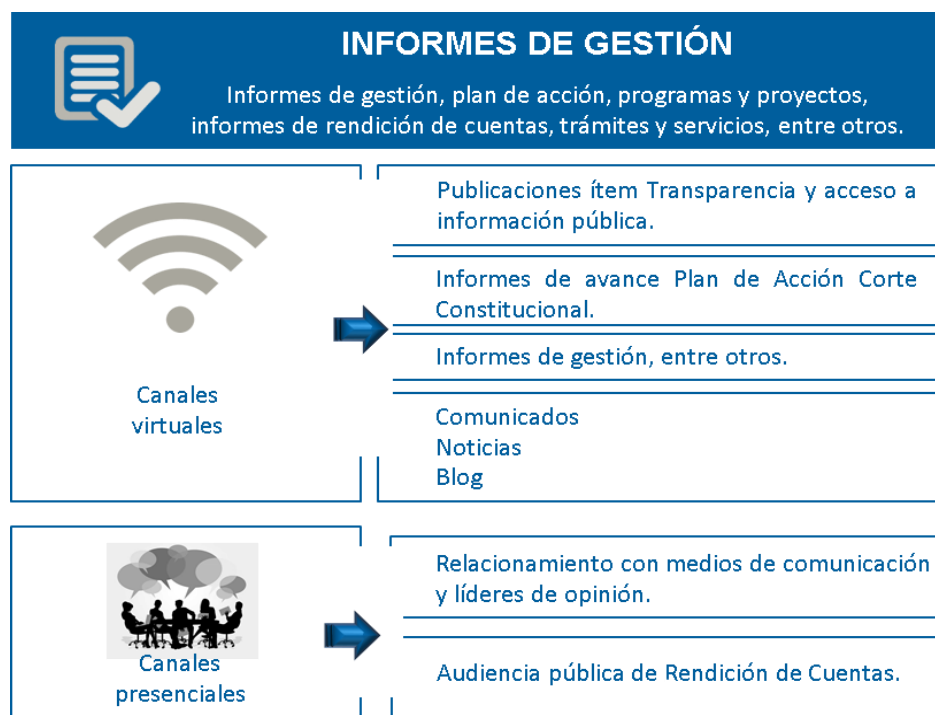 INFORMES DE GESTIÓN
Informes de gestión, plan de acción, programas y proyectos,
informes de rendición de cuentas, trámites y servicios, entre otros.
Canales
virtuales
Publicaciones ítem Transparencia y acceso a
información pública.
Informes de avance Plan de Acción Corte
Constitucional.
Informes de gestión, entre otros.
Comunicados
Noticias
Blog
Canales
presenciales
Relacionamiento con medios de comunicación
y líderes de opinión.
Audiencia pública de Rendición de Cuentas.